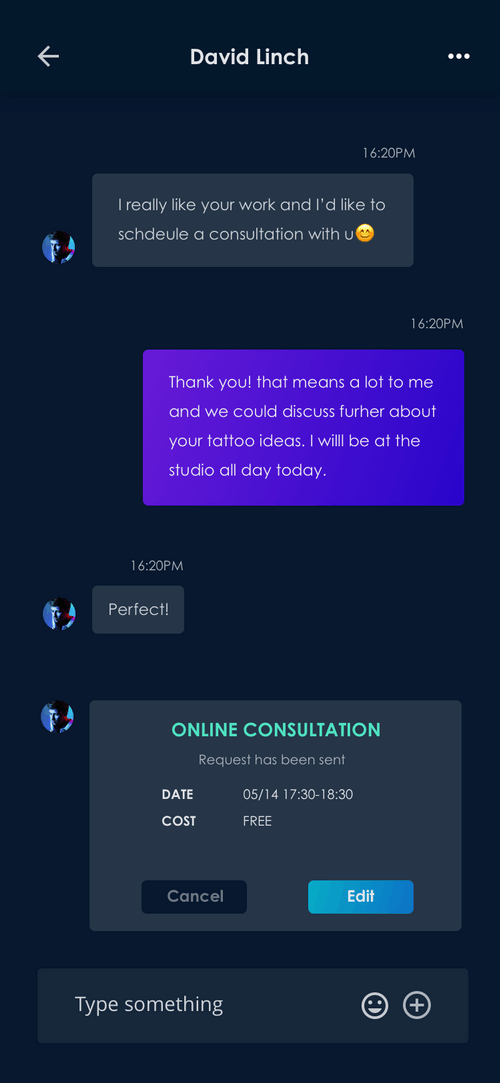 David Linch
16:20PM
I really like your work and I'd like to
schdeule a consultation with u😊
16:20PM
Thank you! that means a lot to me
and we could discuss furher about
your tattoo ideas. I willl be at the
studio all day today.
16:20PM
Perfect!
ONLINE CONSULTATION
Request has been sent
DATE 05/14 17:30-18:30
COST FREE
Cancel Edit
Type something